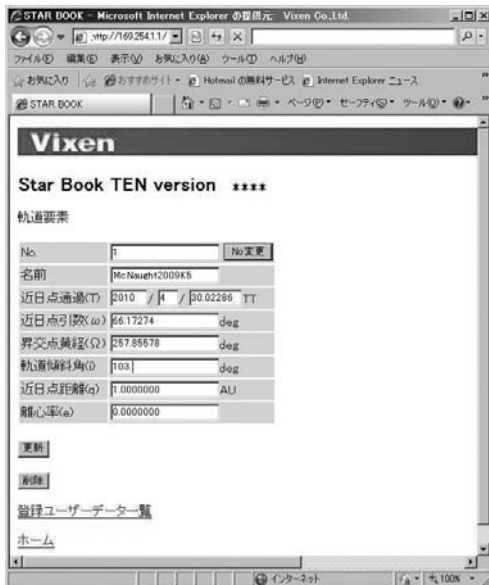 STAR BOOK - Microsoft Internet Explorer の提供元: Vixen Co.,Ltd.
http://169.254.1.1/
ファイル(F) 編集(E) 表示(V) お気に入り(A) ツール(T) ヘルプ(H)
お気に入り おすすめサイト Hotmail の無料サービス Internet Explorer ニュース
STAR BOOK ページ(P) セーフティ(S) ツール(O)
Vixen
Star Book TEN version ****
軌道要素
No. 1 No変更
名前 McNaught2009K5
近日点通過(T) 2010 / 4 / 30.02286 TT
近日点引数(ω) 66.17274 deg
昇交点黄経(Ω) 257.85578 deg
軌道傾斜角(i) 103. deg
近日点距離(q) 1.0000000 AU
離心率(e) 0.0000000
更新
削除
登録ユーザーデータ一覧
ホーム
インターネット 100%